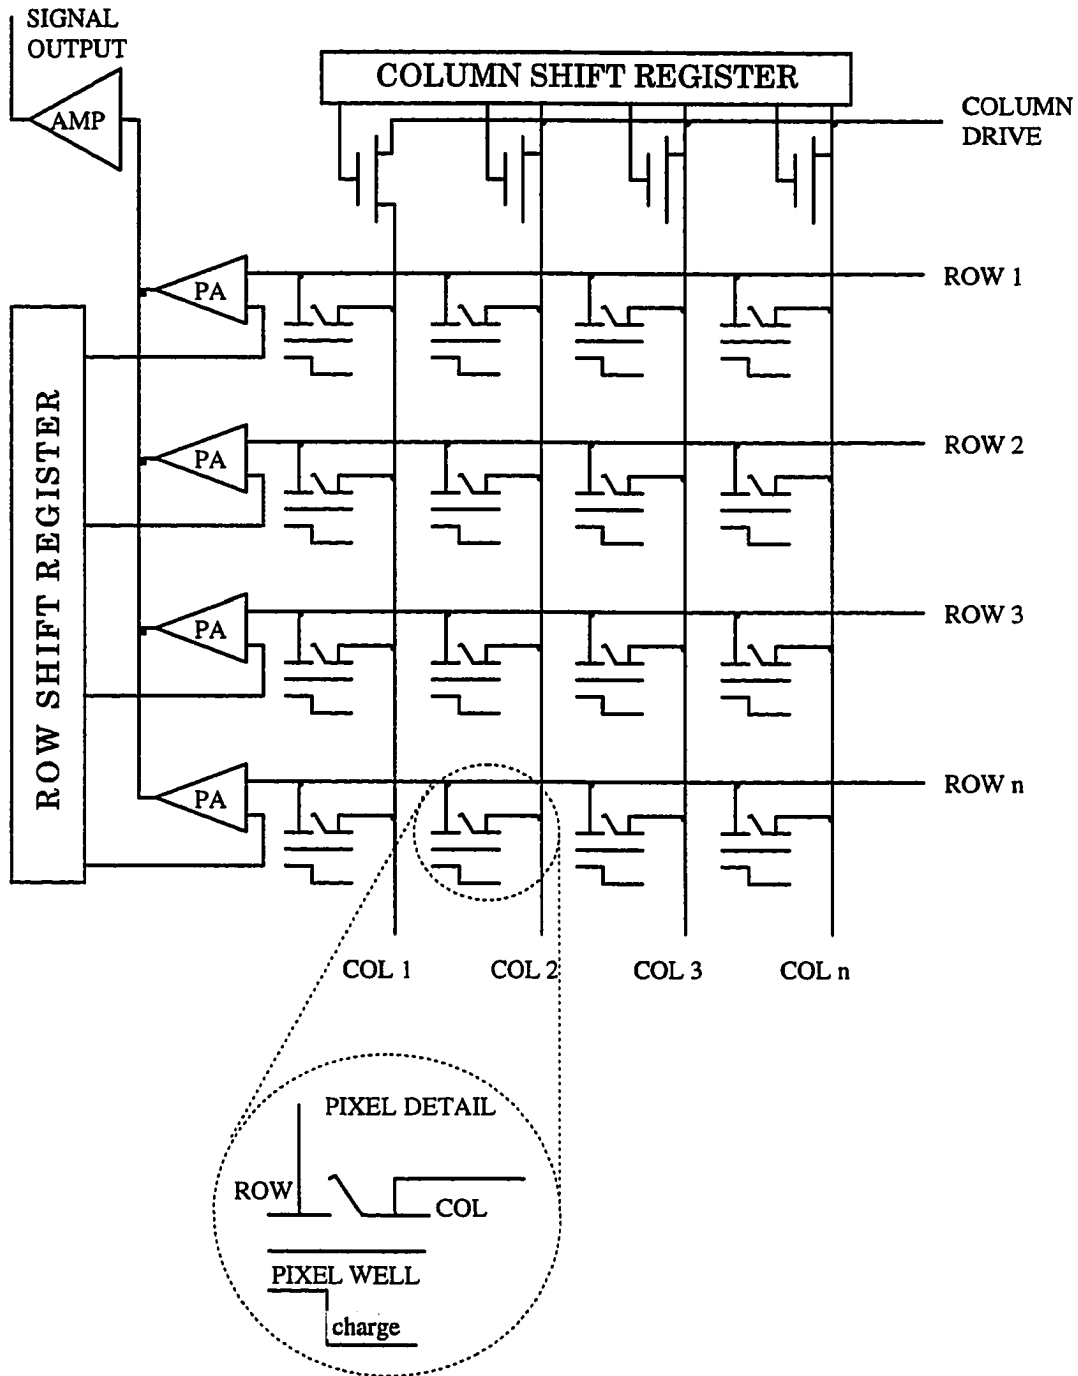 SIGNAL
OUTPUT
COLUMN SHIFT REGISTER
AMP
COLUMN
DRIVE
PA
ROW 1
PA
ROW 2
ROW SHIFT REGISTER
PA
ROW 3
PA
ROW n
COL 1
COL 2
COL 3
COL n
PIXEL DETAIL
ROW
COL
PIXEL WELL
charge